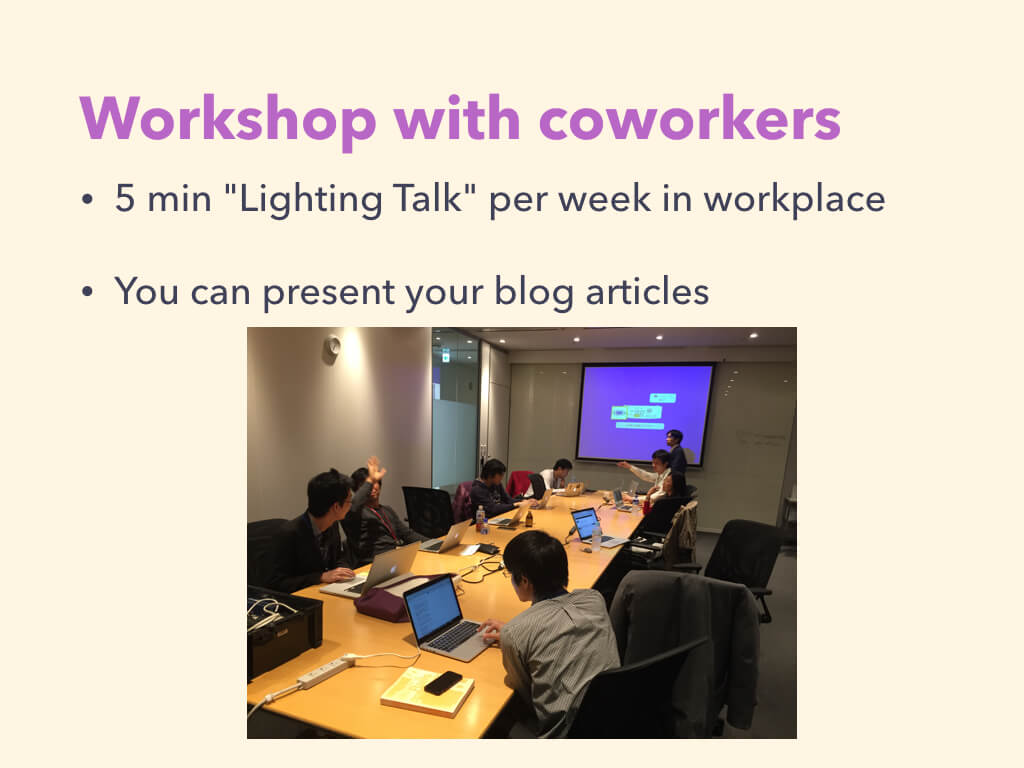 Workshop with coworkers
• 5 min "Lighting Talk" per week in workplace
• You can present your blog articles